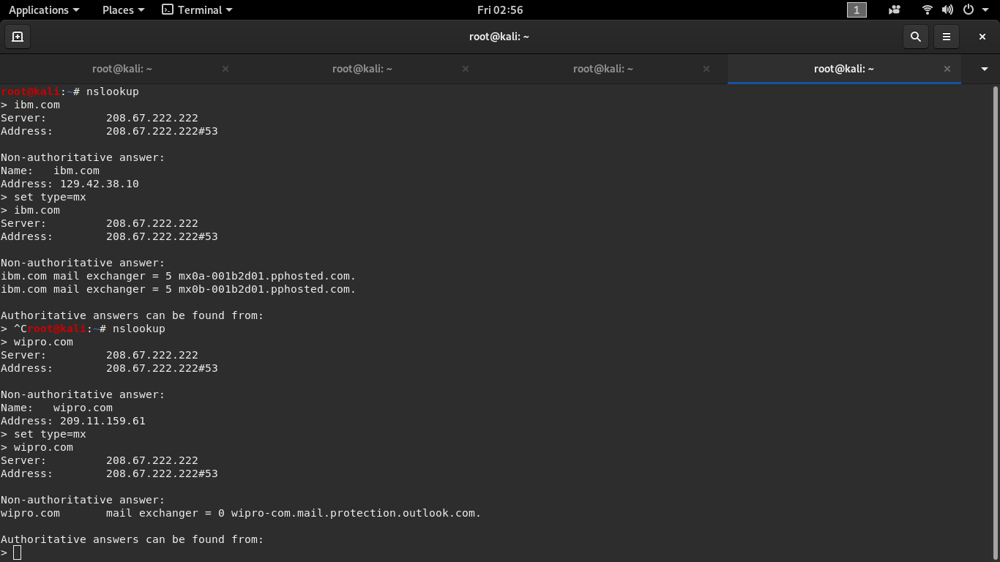 Applications Places Terminal Fri 02:56 1
root@kali: ~
root@kali: ~ root@kali: ~ root@kali: ~ root@kali: ~
root@kali:~# nslookup
> ibm.com
Server:         208.67.222.222
Address:        208.67.222.222#53

Non-authoritative answer:
Name:   ibm.com
Address: 129.42.38.10
> set type=mx
> ibm.com
Server:         208.67.222.222
Address:        208.67.222.222#53

Non-authoritative answer:
ibm.com mail exchanger = 5 mx0a-001b2d01.pphosted.com.
ibm.com mail exchanger = 5 mx0b-001b2d01.pphosted.com.

Authoritative answers can be found from:
> ^Croot@kali:~# nslookup
> wipro.com
Server:         208.67.222.222
Address:        208.67.222.222#53

Non-authoritative answer:
Name:   wipro.com
Address: 209.11.159.61
> set type=mx
> wipro.com
Server:         208.67.222.222
Address:        208.67.222.222#53

Non-authoritative answer:
wipro.com       mail exchanger = 0 wipro-com.mail.protection.outlook.com.

Authoritative answers can be found from:
>